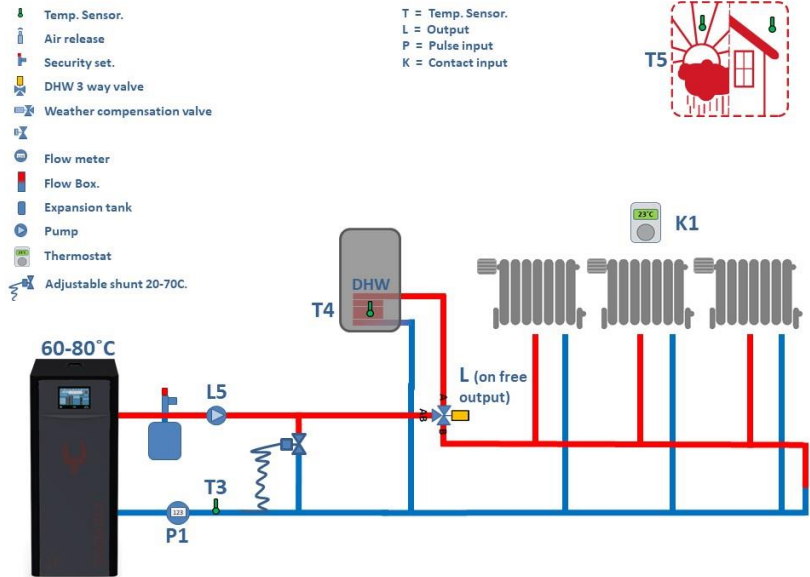 Temp. Sensor.
Air release
Security set.
DHW 3 way valve
Weather compensation valve
Flow meter
Flow Box.
Expansion tank
Pump
Thermostat
Adjustable shunt 20-70C.
T = Temp. Sensor.
L = Output
P = Pulse input
K = Contact input
T5
23°C
K1
DHW
T4
60-80°C
L5
L (on free
output)
A
AB
B
T3
123
P1